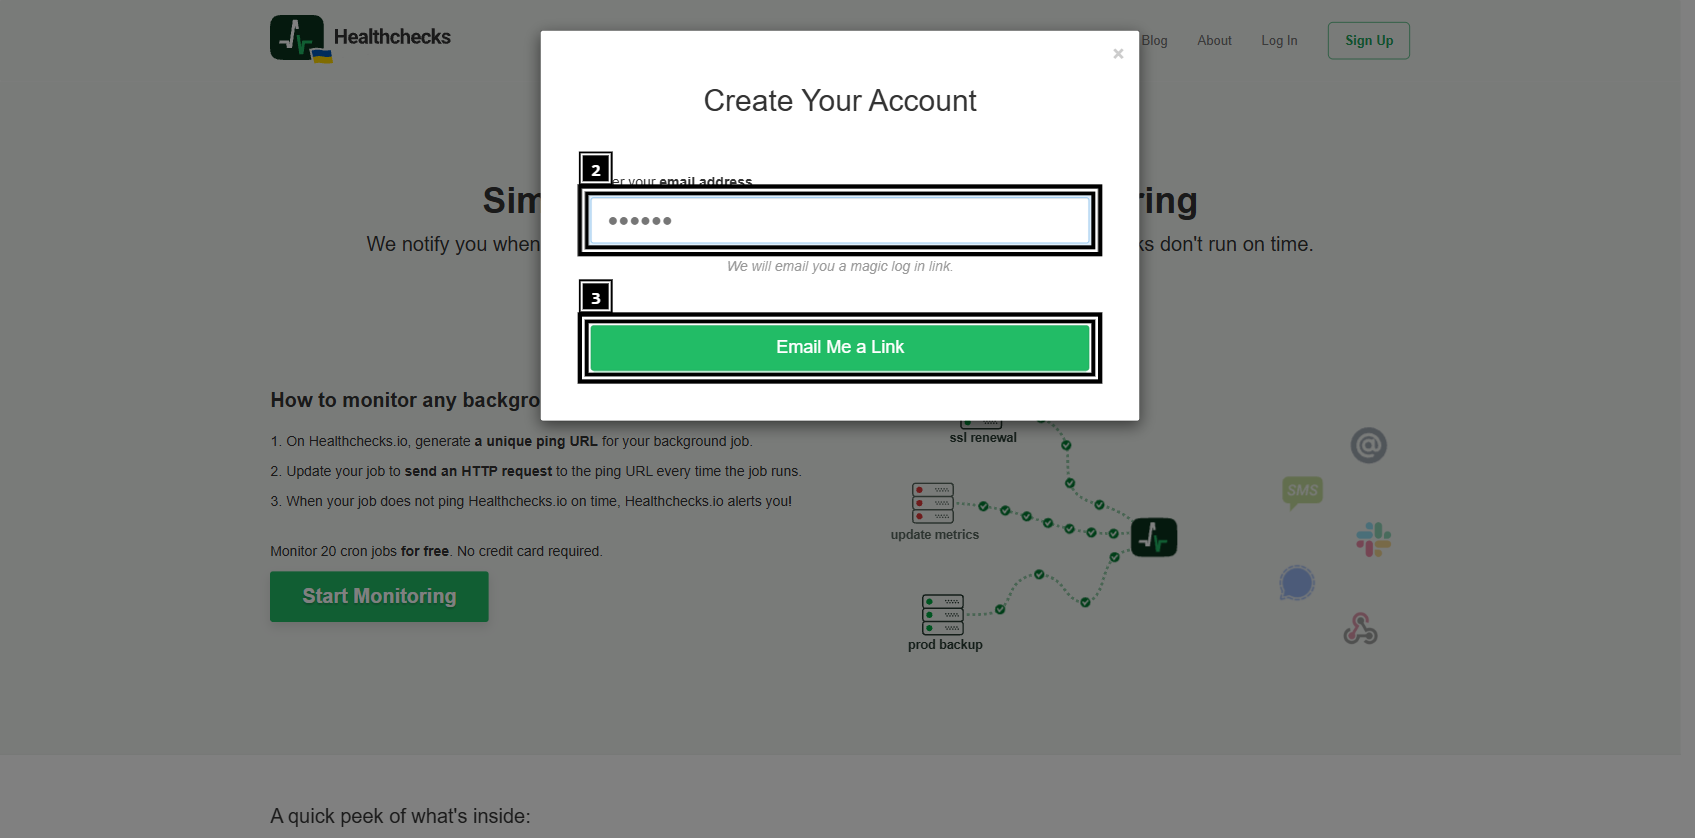 Healthchecks
Blog
About
Log In
Sign Up
×
Create Your Account
2
er your email address
●●●●●●
We will email you a magic log in link.
3
Email Me a Link
We notify you when
don't run on time.
How to monitor any
1. On Healthchecks.io, generate a unique ping URL for your background job.
2. Update your job to send an HTTP request to the ping URL every time the job runs.
3. When your job does not ping Healthchecks.io on time, Healthchecks.io alerts you!
Monitor 20 cron jobs for free. No credit card required.
Start Monitoring
ssl renewal
update metrics
prod backup
@
SMS
A quick peek of what's inside: